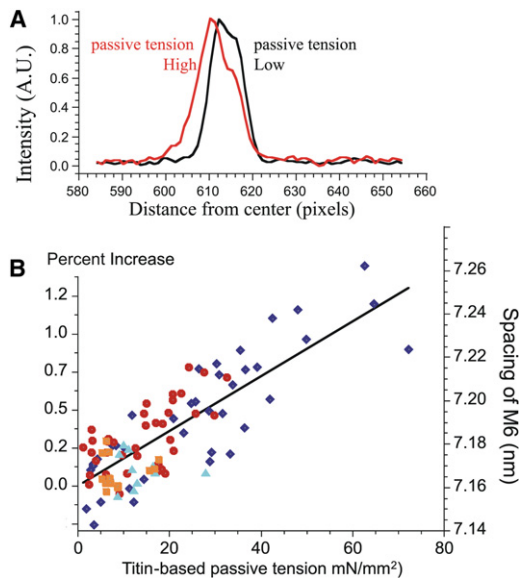 A
passive tension
High
passive tension
Low
Intensity (A.U.)
1.0
0.8
0.6
0.4
0.2
0.0
580 590 600 610 620 630 640 650 660
Distance from center (pixels)
B
Percent Increase
1.2
1.0
0.7
0.5
0.2
0.0
7.26
7.24
7.22
7.20
7.18
7.16
7.14
Spacing of M6 (nm)
0 20 40 60 80
Titin-based passive tension mN/mm²)